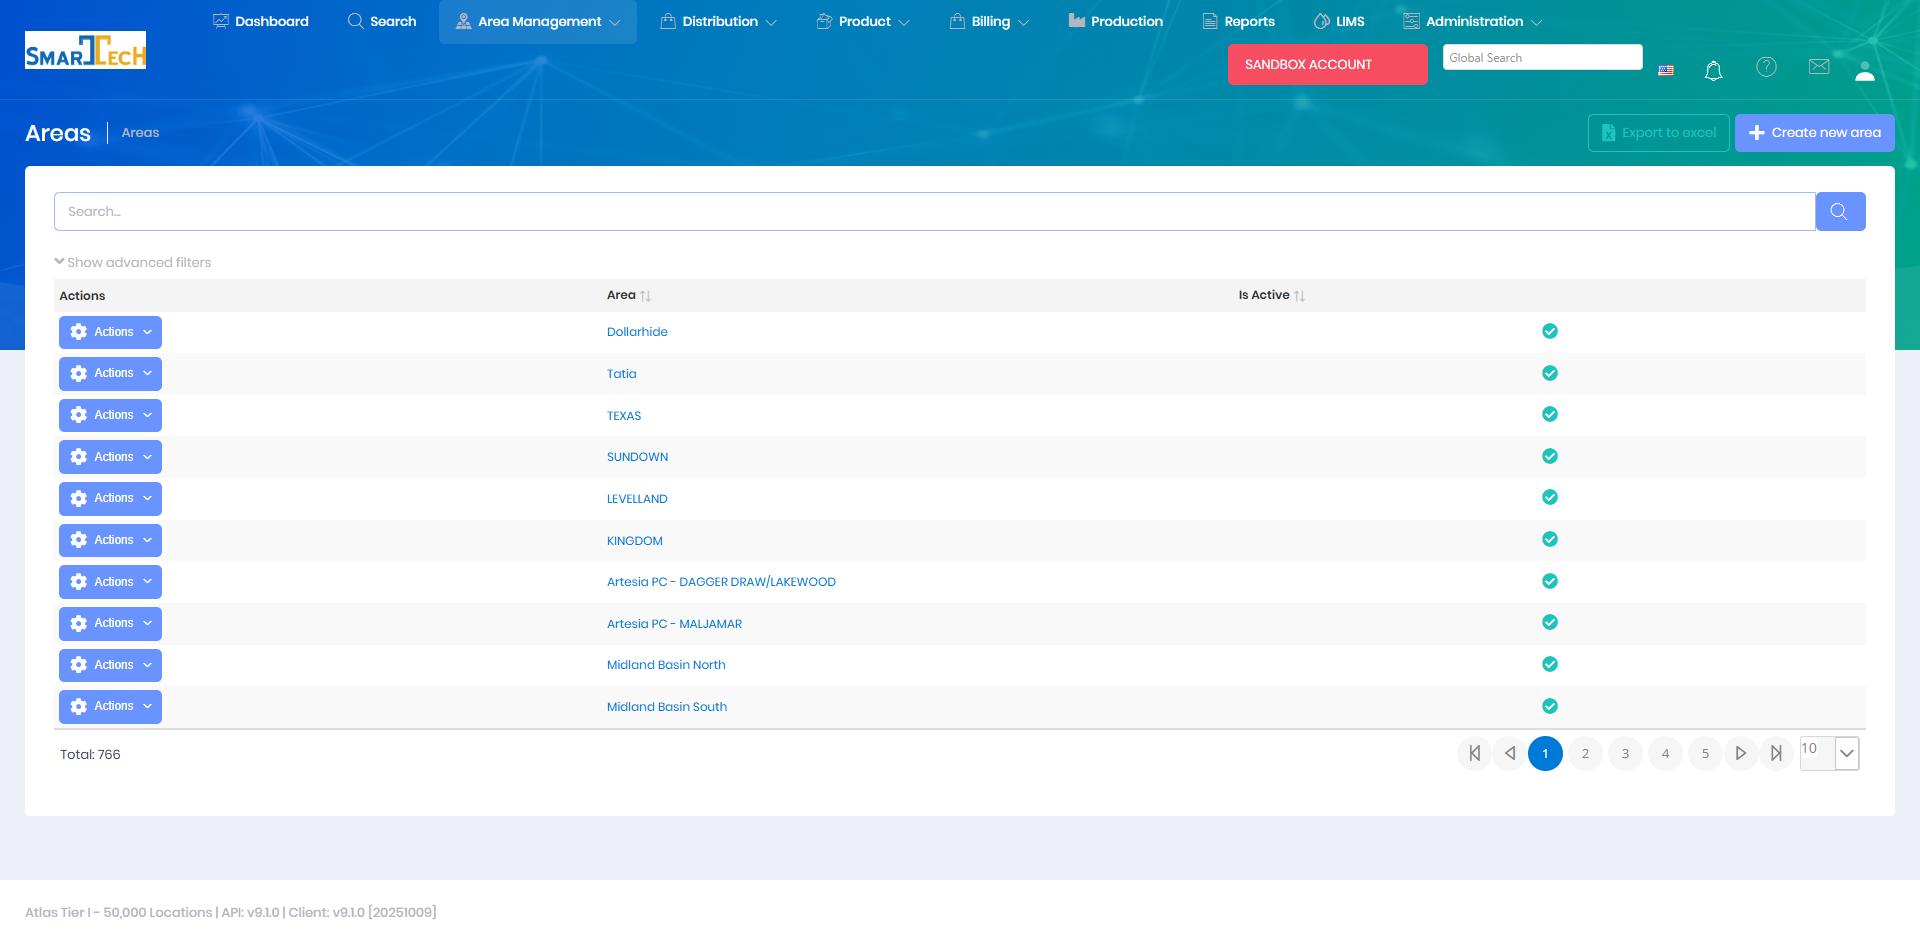 Dashboard
Search
Area Management
Distribution
Product
Billing
Production
Reports
LIMS
Administration
SMARTTECH
SANDBOX ACCOUNT
Global Search
Areas
Areas
Export to excel
Create new area
Search...
Show advanced filters
Actions Area Is Active
Actions Dollarhide
Actions Tatia
Actions TEXAS
Actions SUNDOWN
Actions LEVELLAND
Actions KINGDOM
Actions Artesia PC - DAGGER DRAW/LAKEWOOD
Actions Artesia PC - MALJAMAR
Actions Midland Basin North
Actions Midland Basin South
Total: 766
1 2 3 4 5 10
Atlas Tier I - 50,000 Locations | API: v9.1.0 | Client: v9.1.0 [20251009]